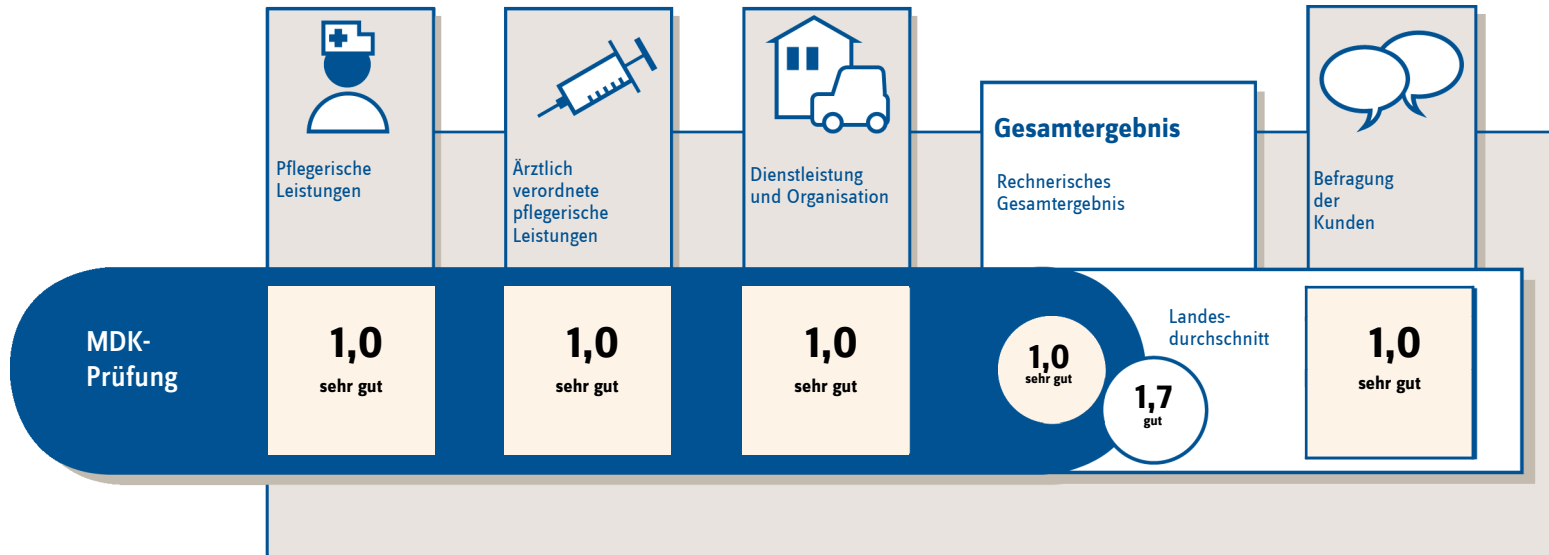 Pflegerische
Leistungen
Ärztlich
verordnete
pflegerische
Leistungen
Dienstleistung
und Organisation
Gesamtergebnis
Rechnerisches
Gesamtergebnis
Befragung
der
Kunden
MDK-
Prüfung
1,0
sehr gut
1,0
sehr gut
1,0
sehr gut
1,0
sehr gut
Landes-
durchschnitt
1,7
gut
1,0
sehr gut